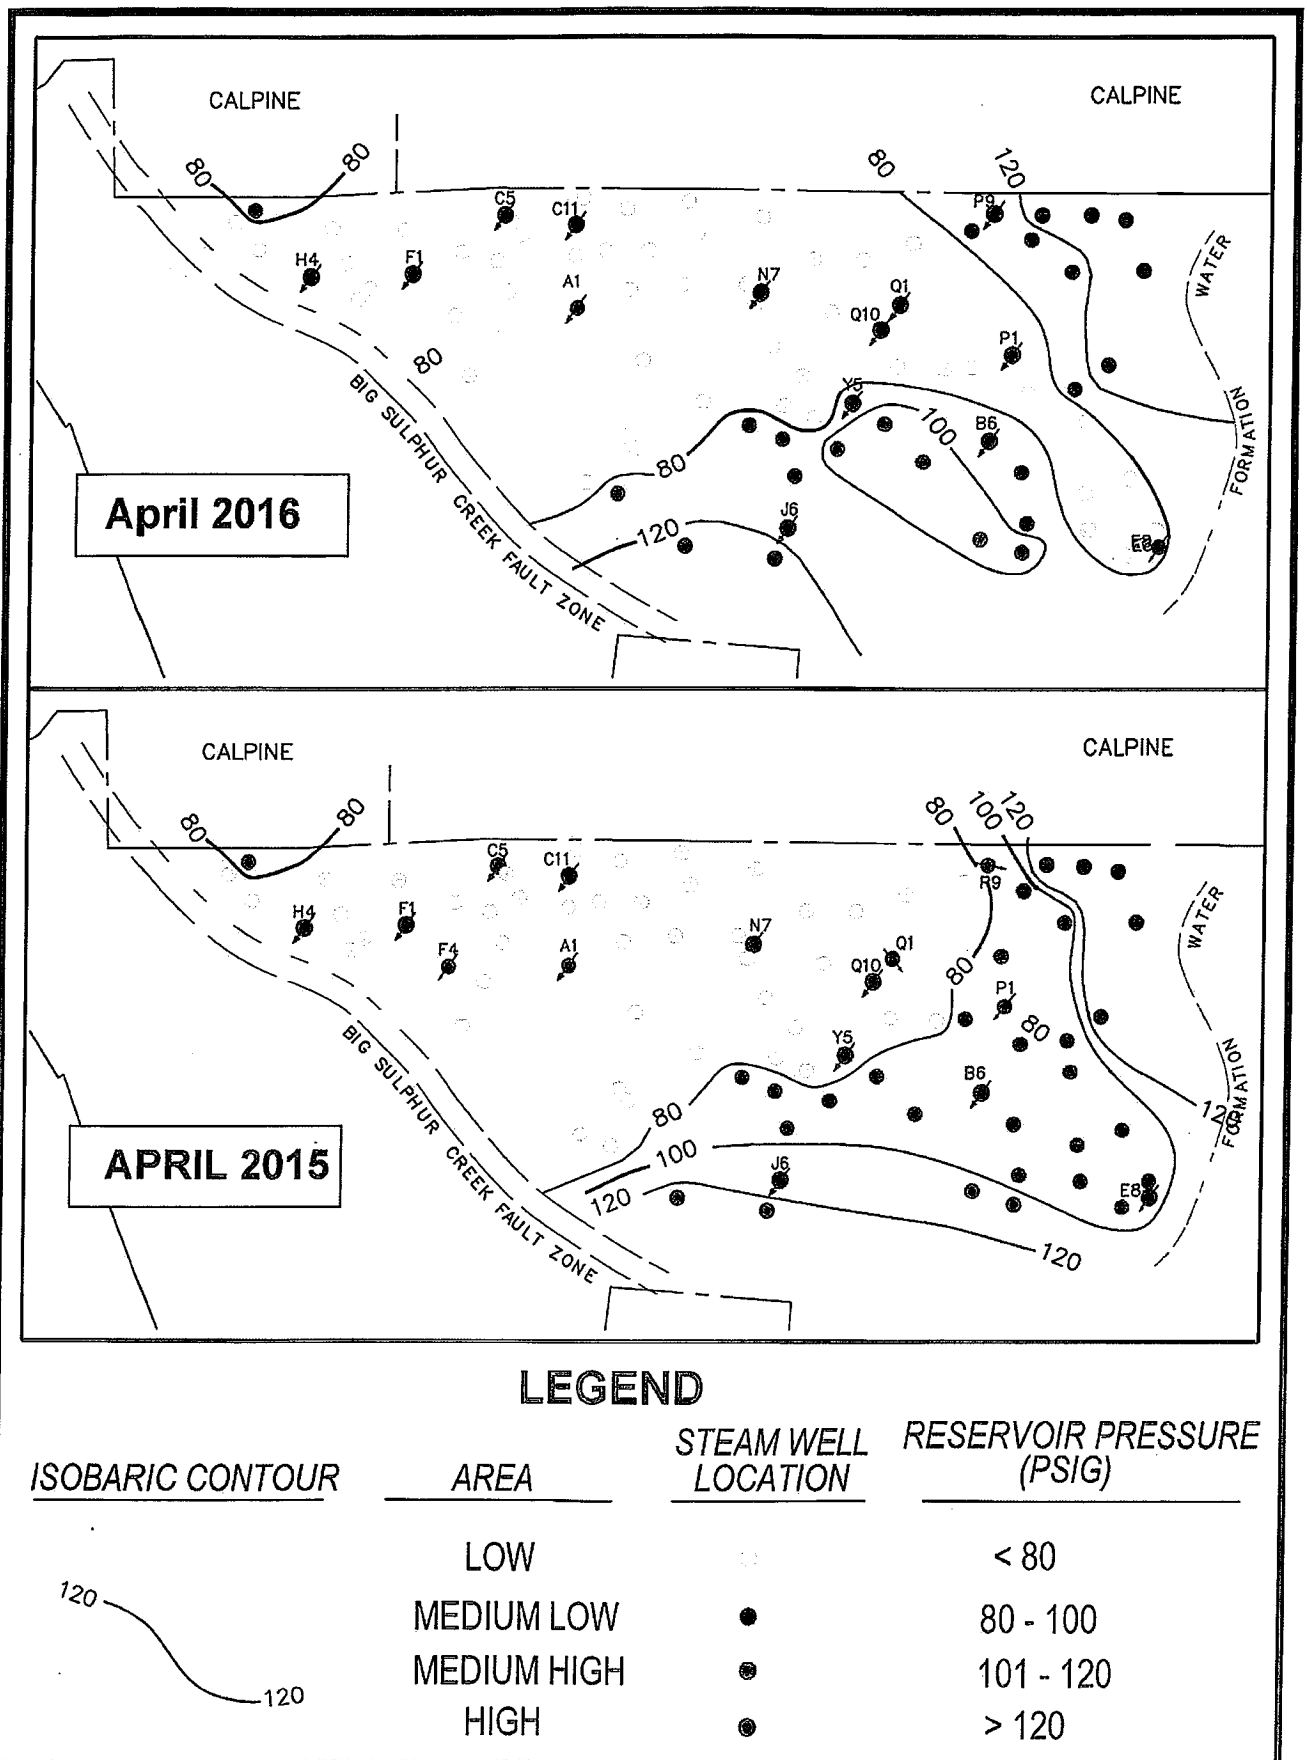 CALPINE
CALPINE
80
80
80
120
C5
C11
P9
H4
F1
A1
N7
Q1
Q10
P1
WATER
80
Y5
100
B6
80
J6
120
E8
FORMATION
BIG SULPHUR CREEK FAULT ZONE
April 2016
CALPINE
CALPINE
80
80
80
100
120
C5
C11
R9
H4
F1
F4
A1
N7
Q1
Q10
80
P1
80
WATER
Y5
B6
80
100
120
J6
E8
120
120
FORMATION
BIG SULPHUR CREEK FAULT ZONE
APRIL 2015
LEGEND
ISOBARIC CONTOUR
AREA
STEAM WELL
LOCATION
RESERVOIR PRESSURE
(PSIG)
LOW
< 80
120
120
MEDIUM LOW
80 - 100
MEDIUM HIGH
101 - 120
HIGH
> 120